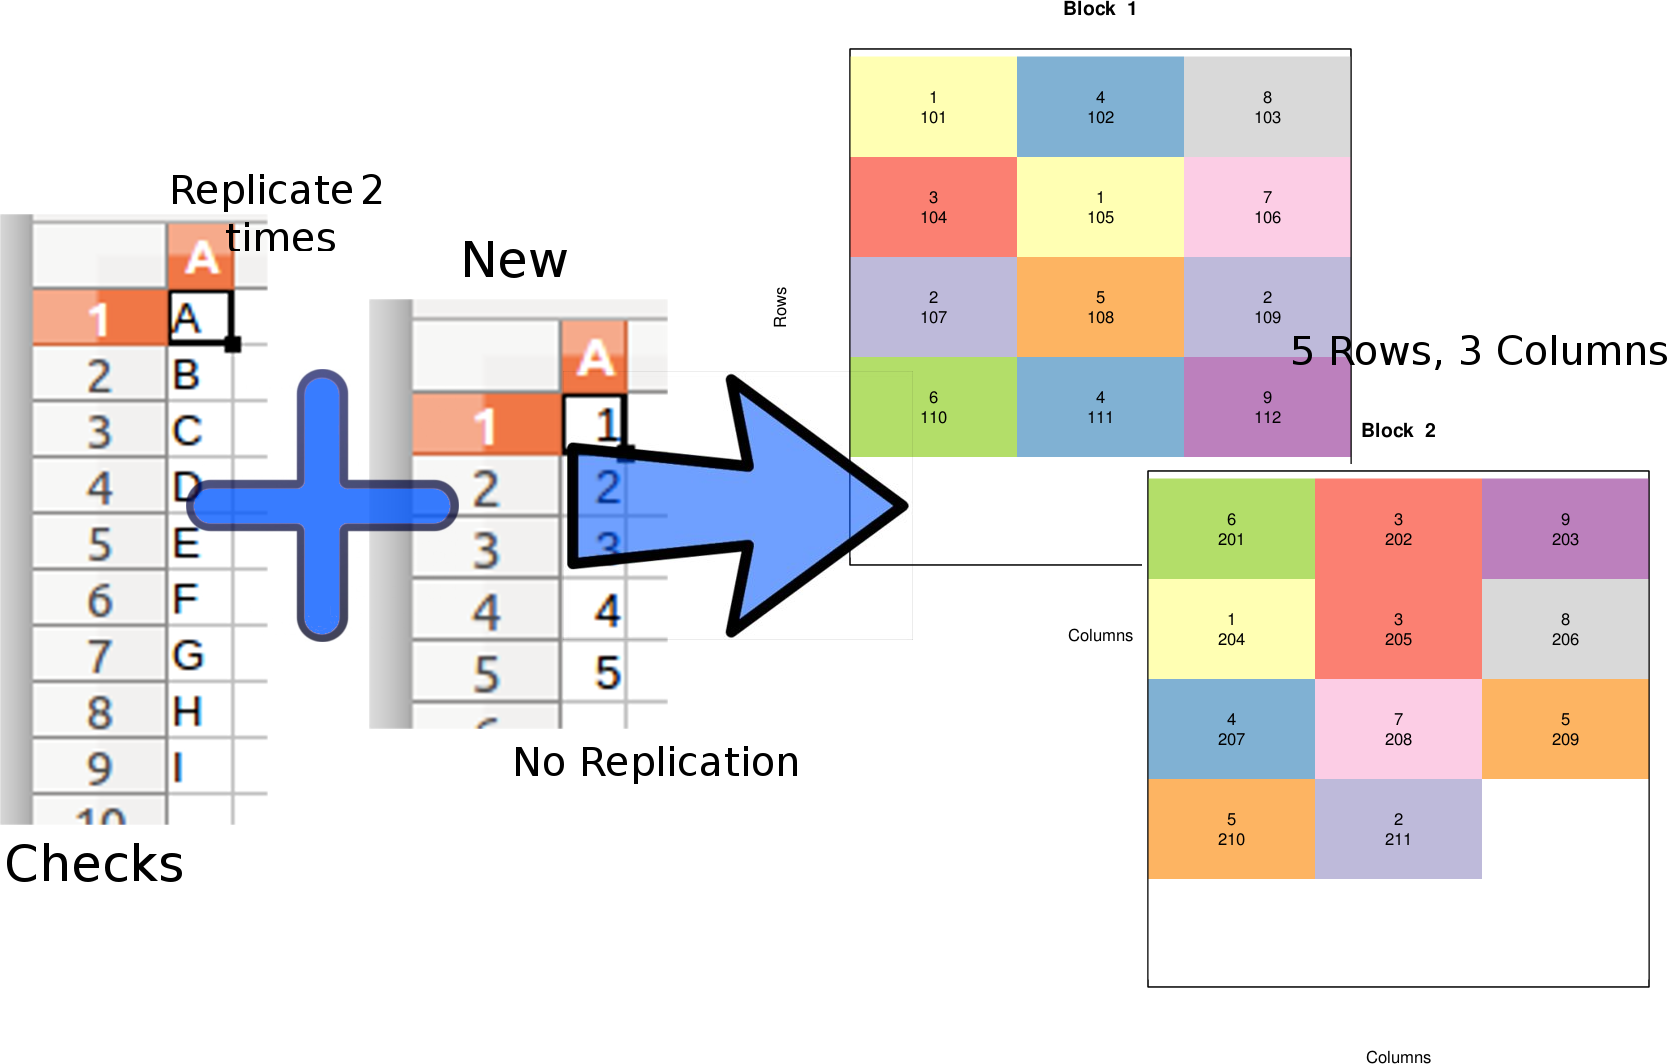 Replicate 2
times
A
1 A
2 B
3 C
4 D
5 E
6 F
7 G
8 H
9 I
10
Checks
New
A
1 1
2 2
3 3
4 4
5 5
No Replication
Block 1
1 4 8
101 102 103
3 1 7
104 105 106
2 5 2
107 108 109
6 4 9
110 111 112
Rows
Columns
5 Rows, 3 Columns
Block 2
6 3 9
201 202 203
1 3 8
204 205 206
4 7 5
207 208 209
5 2
210 211
Columns